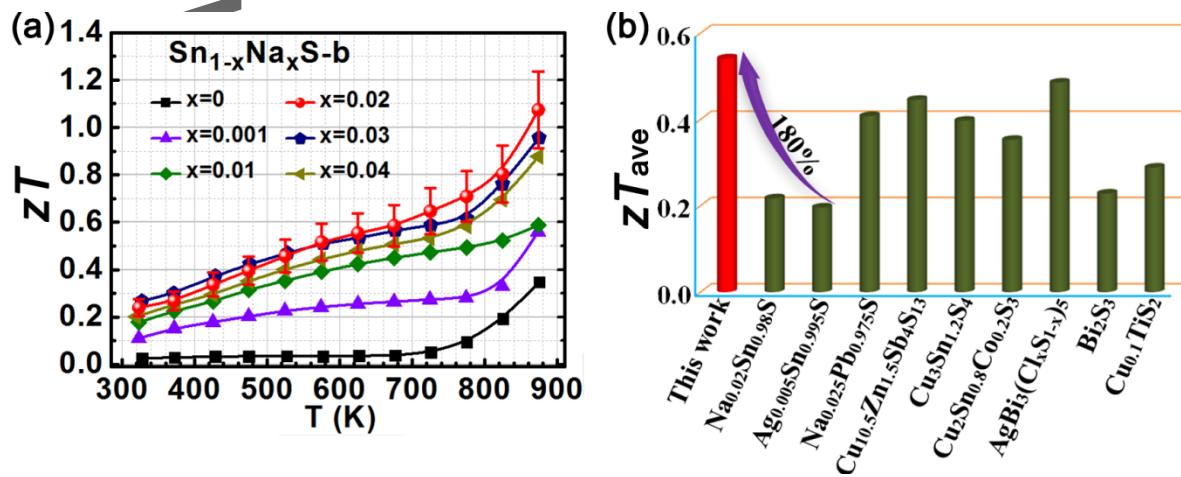 (a)
zT
1.4
1.2
1.0
0.8
0.6
0.4
0.2
0.0
Sn1-xNaxS-b
x=0 x=0.02
x=0.001 x=0.03
x=0.01 x=0.04
300 400 500 600 700 800 900
T (K)
(b)
zTave
0.6
0.4
0.2
0.0
180%
This work
Na0.02Sn0.98S
Ag0.005Sn0.995S
Na0.025Pb0.975S
Cu10.5Zn1.5Sb4S13
Cu3Sn1.2S4
Cu2Sn0.8Co0.2S3
AgBi3(ClxS1-x)5
Bi2S3
Cu0.1TiS2